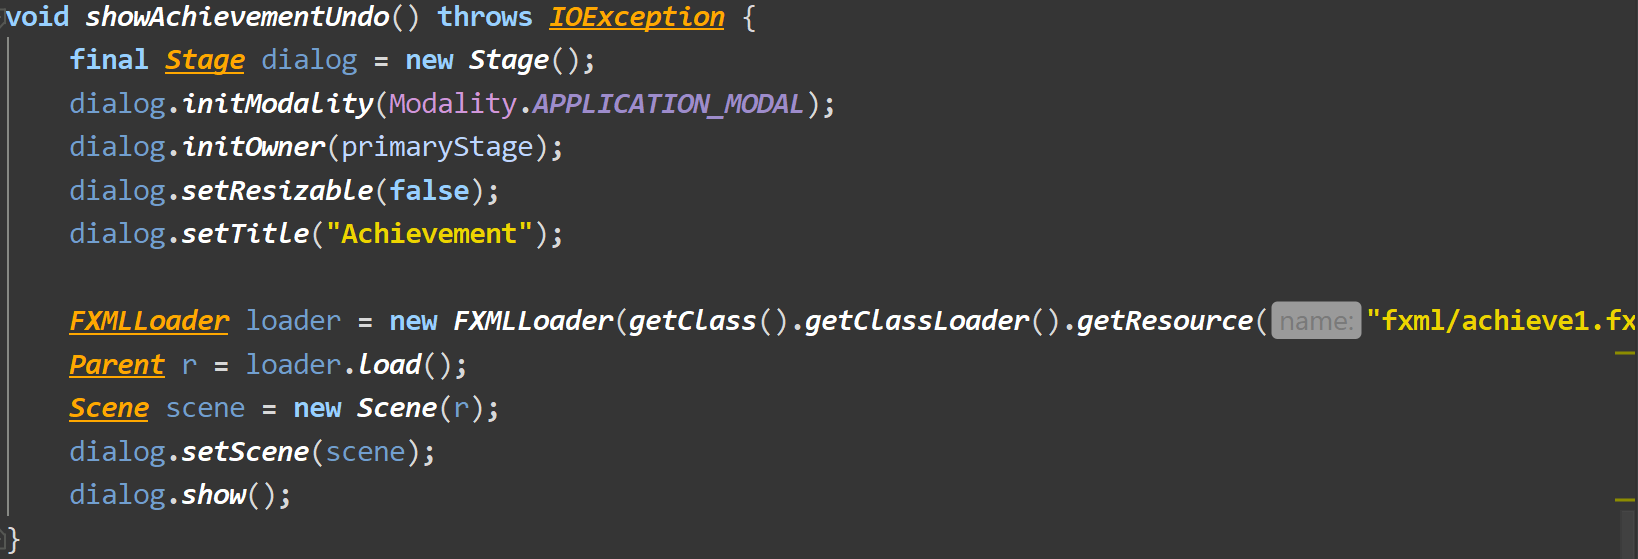 void showAchievementUndo() throws IOException {
final Stage dialog = new Stage();
dialog.initModality(Modality.APPLICATION_MODAL);
dialog.initOwner(primaryStage);
dialog.setResizable(false);
dialog.setTitle("Achievement");
FXMLLoader loader = new FXMLLoader(getClass().getClassLoader().getResource( name: "fxml/achieve1.fx
Parent r = loader.load();
Scene scene = new Scene(r);
dialog.setScene(scene);
dialog.show();
}